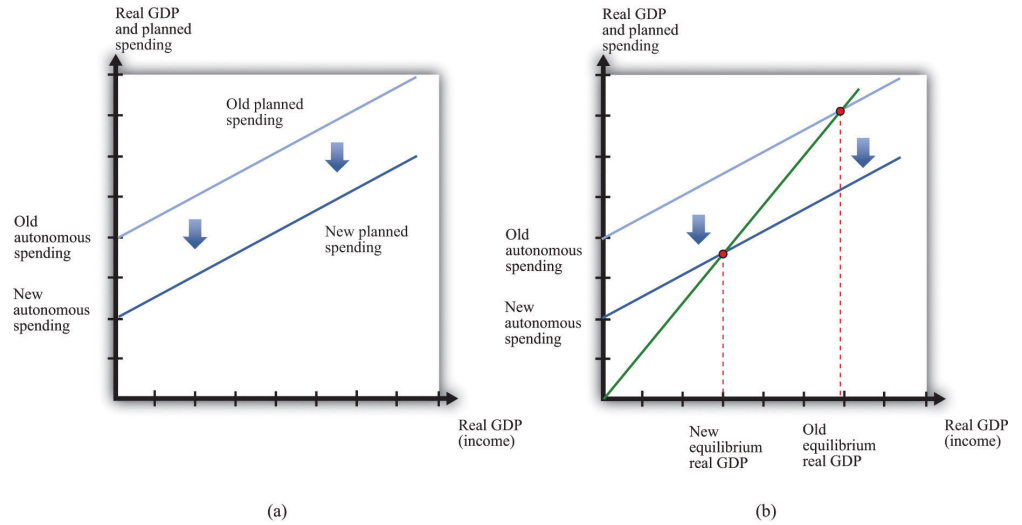 Real GDP
and planned
spending
Old planned
spending
Old
autonomous
spending
New planned
spending
New
autonomous
spending
Real GDP
(income)
(a)
Real GDP
and planned
spending
Old
autonomous
spending
New
autonomous
spending
New
equilibrium
real GDP
Old
equilibrium
real GDP
Real GDP
(income)
(b)